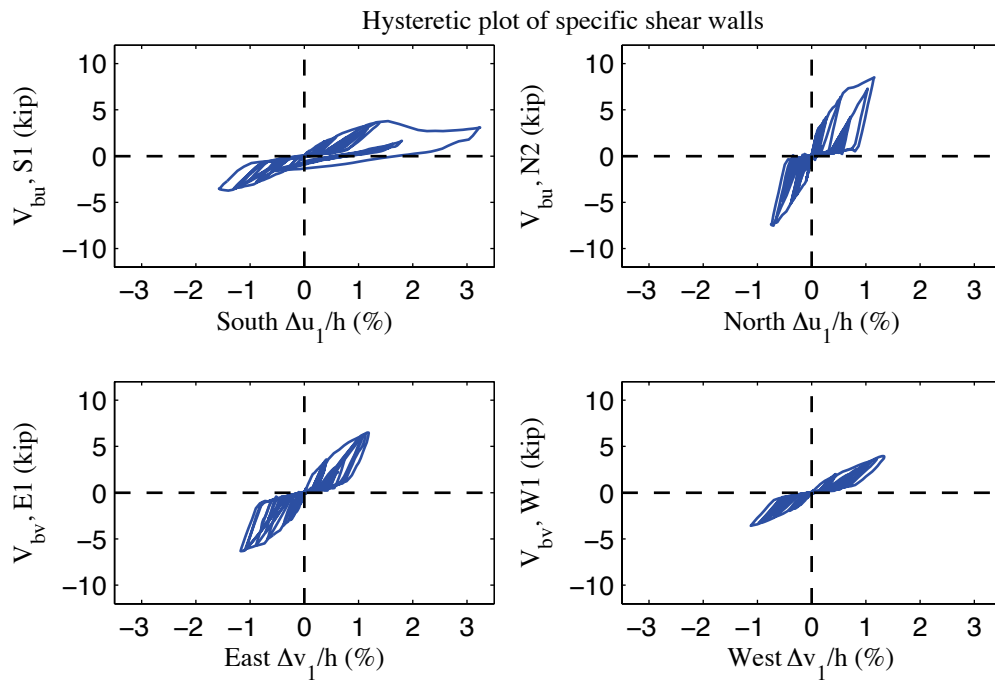 Hysteretic plot of specific shear walls
V_bu, S1 (kip)
10
5
0
−5
−10
−3 −2 −1 0 1 2 3
South Δu_1/h (%)
V_bu, N2 (kip)
10
5
0
−5
−10
−3 −2 −1 0 1 2 3
North Δu_1/h (%)
V_bv, E1 (kip)
10
5
0
−5
−10
−3 −2 −1 0 1 2 3
East Δv_1/h (%)
V_bv, W1 (kip)
10
5
0
−5
−10
−3 −2 −1 0 1 2 3
West Δv_1/h (%)